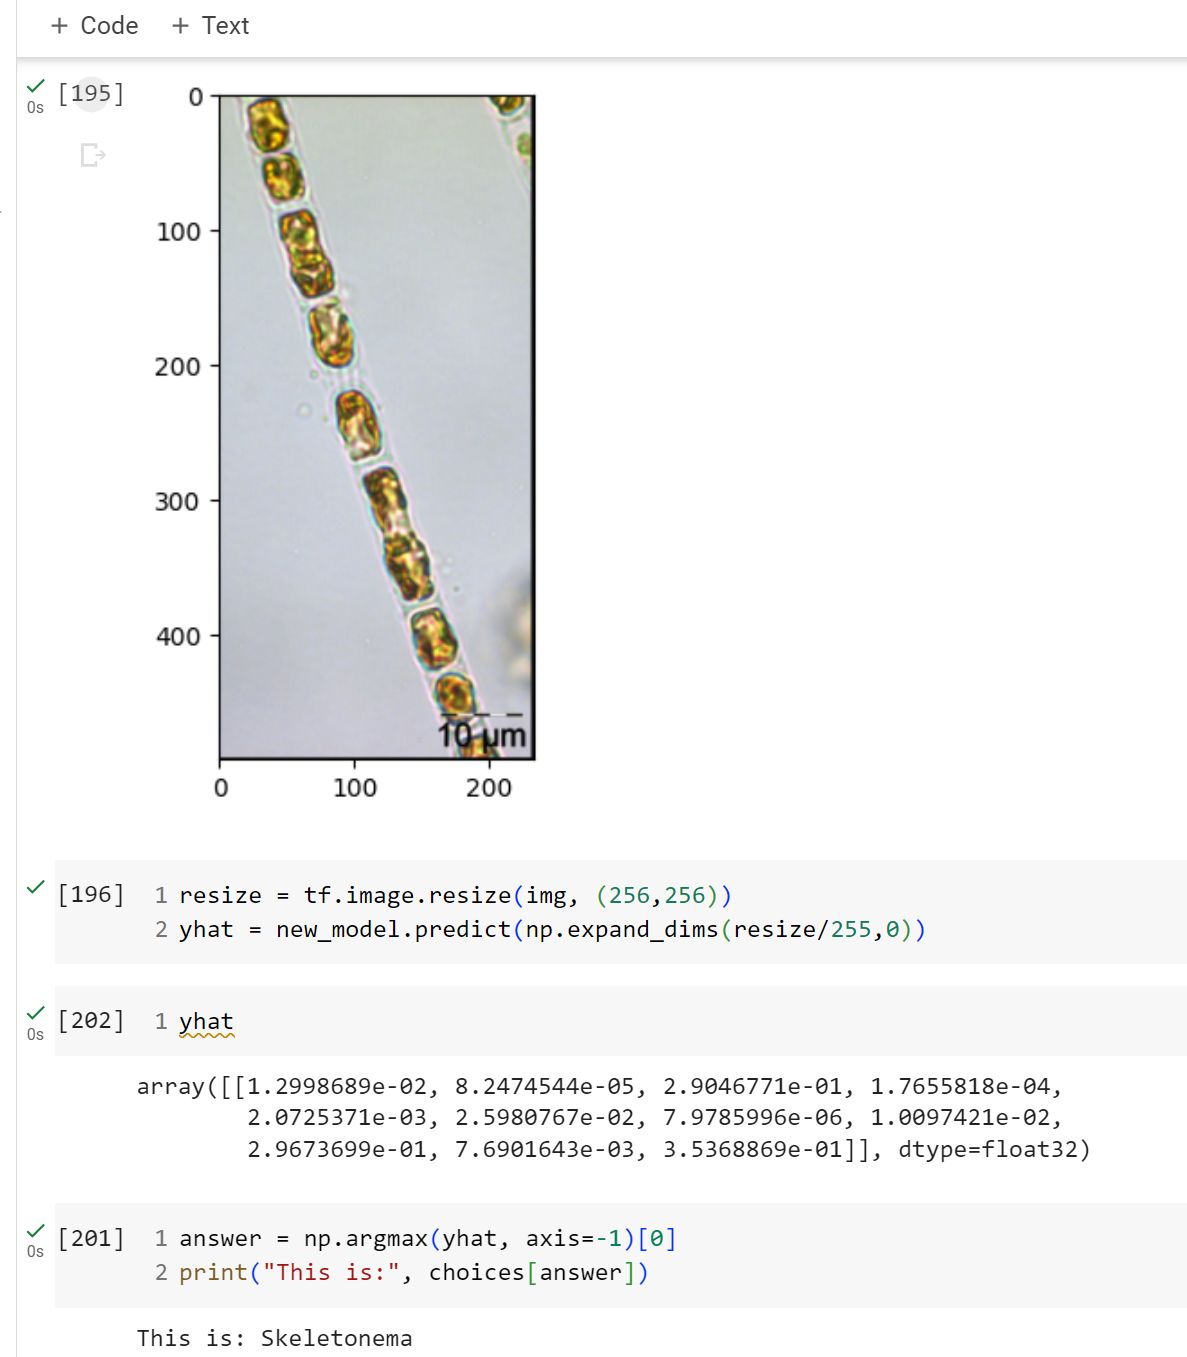 + Code + Text
[195]
0s
0
100
200
300
400
10 µm
0 100 200
[196] 1 resize = tf.image.resize(img, (256,256))
2 yhat = new_model.predict(np.expand_dims(resize/255,0))
[202] 1 yhat
0s
array([[1.2998689e-02, 8.2474544e-05, 2.9046771e-01, 1.7655818e-04,
2.0725371e-03, 2.5980767e-02, 7.9785996e-06, 1.0097421e-02,
2.9673699e-01, 7.6901643e-03, 3.5368869e-01]], dtype=float32)
[201] 1 answer = np.argmax(yhat, axis=-1)[0]
0s
2 print("This is:", choices[answer])
This is: Skeletonema